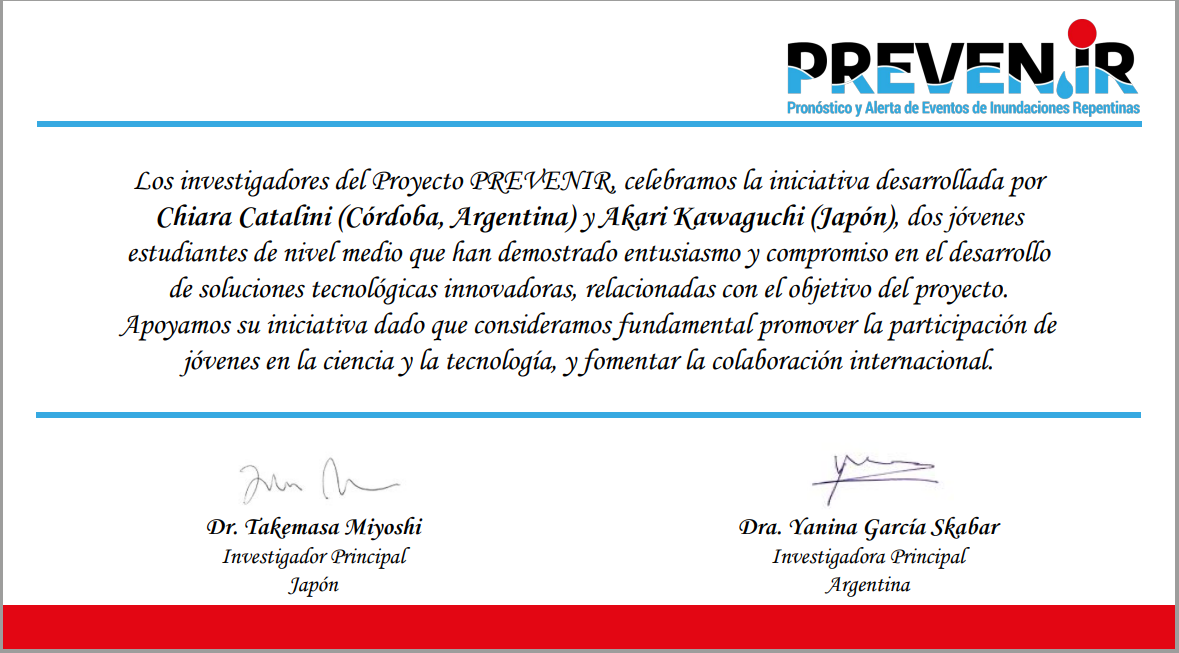 PREVENIR
Pronóstico y Alerta de Eventos de Inundaciones Repentinas
Los investigadores del Proyecto PREVENIR, celebramos la iniciativa desarrollada por
Chiara Catalini (Córdoba, Argentina) y Akari Kawaguchi (Japón), dos jóvenes
estudiantes de nivel medio que han demostrado entusiasmo y compromiso en el desarrollo
de soluciones tecnológicas innovadoras, relacionadas con el objetivo del proyecto.
Apoyamos su iniciativa dado que consideramos fundamental promover la participación de
jóvenes en la ciencia y la tecnología, y fomentar la colaboración internacional.
Dr. Takemasa Miyoshi
Investigador Principal
Japón
Dra. Yanina García Skabar
Investigadora Principal
Argentina